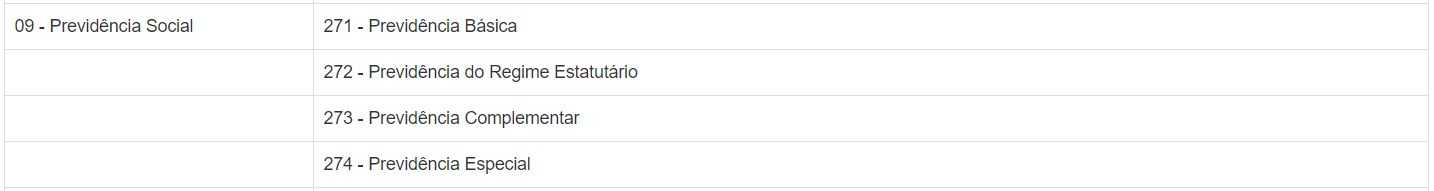 09 - Previdência Social 271 - Previdência Básica
272 - Previdência do Regime Estatutário
273 - Previdência Complementar
274 - Previdência Especial